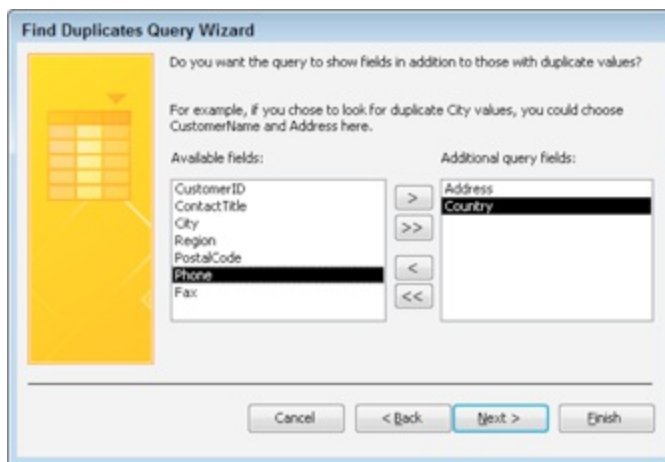 Find Duplicates Query Wizard
Do you want the query to show fields in addition to those with duplicate values?
For example, if you chose to look for duplicate City values, you could choose
CustomerName and Address here.
Available fields:
Additional query fields:
CustomerID
ContactTitle
City
Region
PostalCode
Phone
Fax
>
>>
<
<<
Address
Country
Cancel
< Back
Next >
Finish